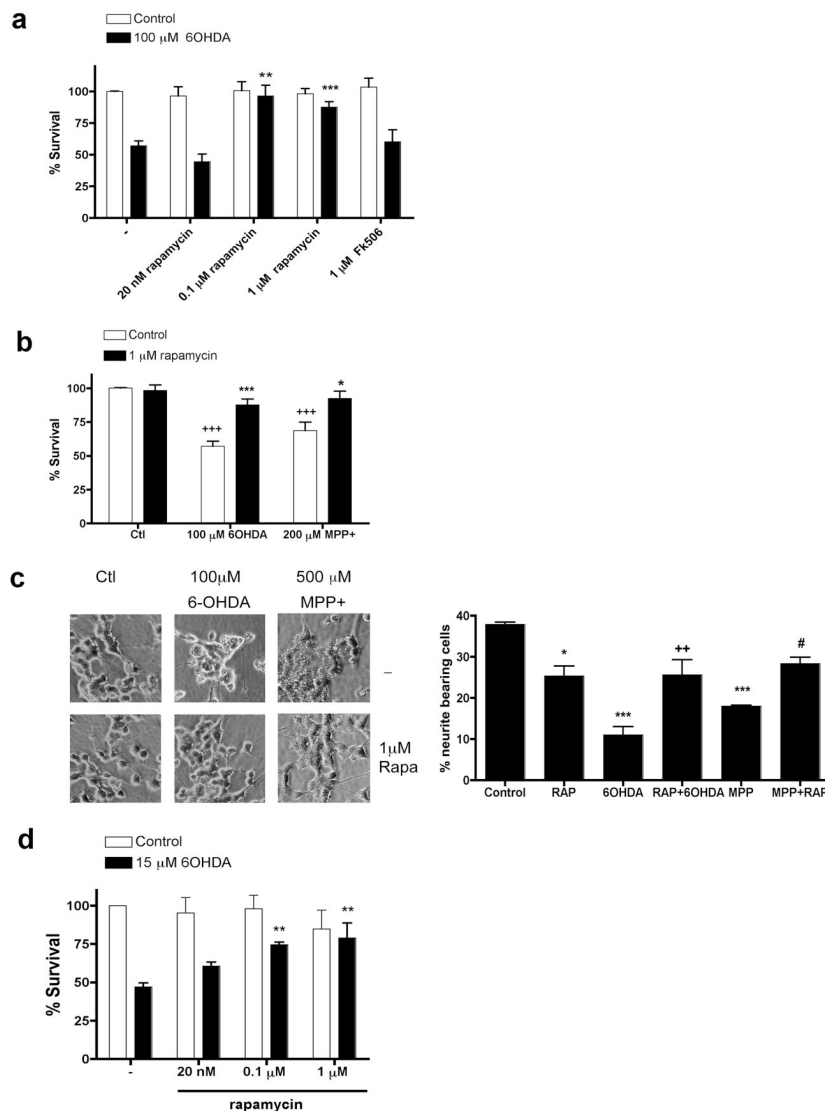 a
Control
100 μM 6OHDA
** ***
100
75
50
25
0
% Survival
-
20 nM rapamycin
0.1 μM rapamycin
1 μM rapamycin
1 μM Fk506
b
Control
1 μM rapamycin
100
75
50
25
0
% Survival
+++ *** +++ *
Ctl 100 μM 6OHDA 200 μM MPP+
c
Ctl 100μM 500 μM
6-OHDA MPP+
–
1μM
Rapa
40
30
20
10
0
% neurite bearing cells
* *** ++ *** #
Control RAP 6OHDA RAP+6OHDA MPP MPP+RAP
d
Control
15 μM 6OHDA
100
75
50
25
0
% Survival
** **
- 20 nM 0.1 μM 1 μM
rapamycin